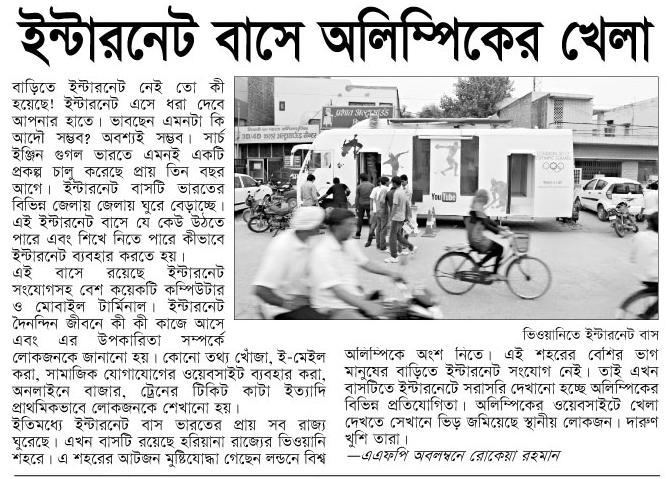 ইন্টারনেট বাসে অলিম্পিকের খেলা
বাড়িতে ইন্টারনেট নেই তো কী
হয়েছে! ইন্টারনেট এসে ধরা দেবে
আপনার হাতে। ভাবছেন এমনটা কি
আদৌ সম্ভব? অবশ্যই সম্ভব। সার্চ
ইঞ্জিন গুগল ভারতে এমনই একটি
প্রকল্প চালু করেছে প্রায় তিন বছর
আগে। ইন্টারনেট বাসটি ভারতের
বিভিন্ন জেলায় জেলায় ঘুরে বেড়াচ্ছে।
এই ইন্টারনেট বাসে যে কেউ উঠতে
পারে এবং শিখে নিতে পারে কীভাবে
ইন্টারনেট ব্যবহার করতে হয়।
এই বাসে রয়েছে ইন্টারনেট
সংযোগসহ বেশ কয়েকটি কম্পিউটার
ও মোবাইল টার্মিনাল। ইন্টারনেট
দৈনন্দিন জীবনে কী কী কাজে আসে
এবং এর উপকারিতা সম্পর্কে
লোকজনকে জানানো হয়। কোনো তথ্য খোঁজা, ই-মেইল
করা, সামাজিক যোগাযোগের ওয়েবসাইট ব্যবহার করা,
অনলাইনে বাজার, ট্রেনের টিকিট কাটা ইত্যাদি
প্রাথমিকভাবে লোকজনকে শেখানো হয়।
ইতিমধ্যে ইন্টারনেট বাস ভারতের প্রায় সব রাজ্য
ঘুরেছে। এখন বাসটি রয়েছে হরিয়ানা রাজ্যের ভিওয়ানি
শহরে। এ শহরের আটজন মুষ্টিযোদ্ধা গেছেন লন্ডনে বিশ্ব
YouTube
LONDON 2012
OLYMPIC GAMES
ভিওয়ানিতে ইন্টারনেট বাস
অলিম্পিকে অংশ নিতে। এই শহরের বেশির ভাগ
মানুষের বাড়িতে ইন্টারনেট সংযোগ নেই। তাই এখন
বাসটিতে ইন্টারনেটে সরাসরি দেখানো হচ্ছে অলিম্পিকের
বিভিন্ন প্রতিযোগিতা। অলিম্পিকের ওয়েবসাইটে খেলা
দেখতে সেখানে ভিড় জমিয়েছে স্থানীয় লোকজন। দারুণ
খুশি তারা।
—এএফপি অবলম্বনে রোকেয়া রহমান